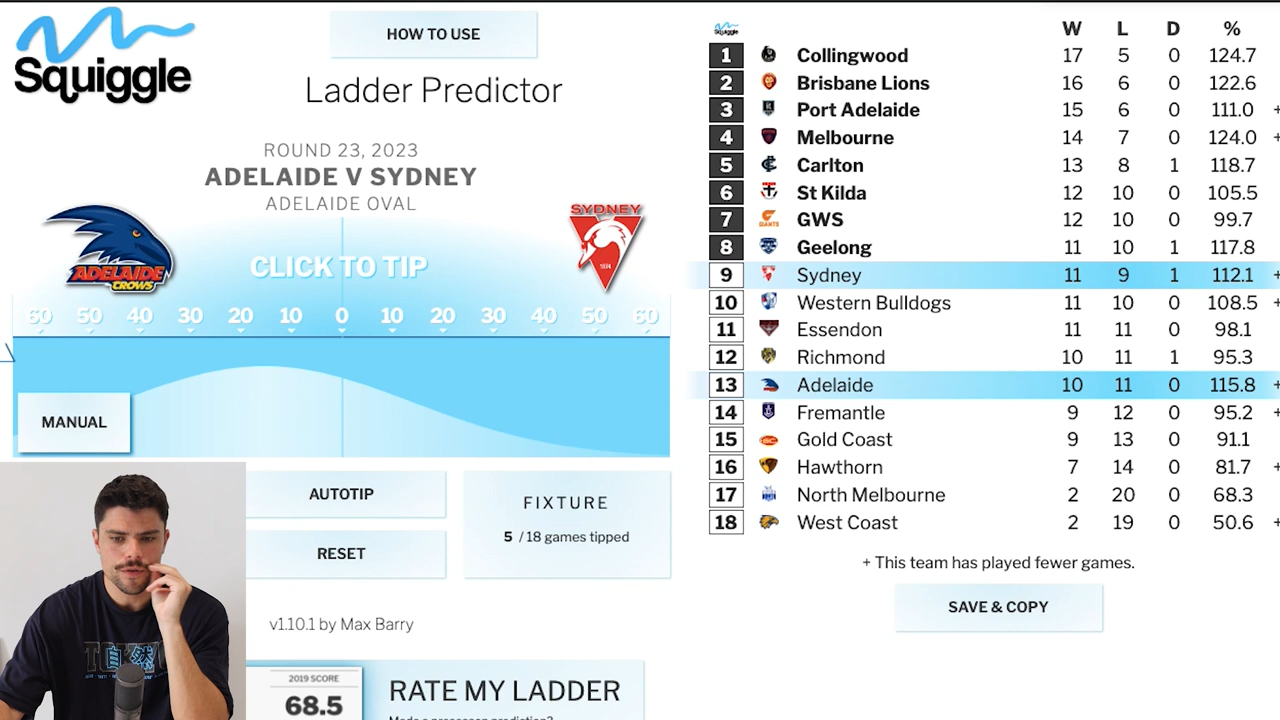 Squiggle
HOW TO USE
Ladder Predictor
ROUND 23, 2023
ADELAIDE V SYDNEY
ADELAIDE OVAL
ADELAIDE
CROWS
SYDNEY
CLICK TO TIP
60 50 40 30 20 10 0 10 20 30 40 50 60
MANUAL
AUTOTIP
RESET
FIXTURE
5 / 18 games tipped
v1.10.1 by Max Barry
2019 SCORE
68.5
RATE MY LADDER
W L D %
1 Collingwood 17 5 0 124.7
2 Brisbane Lions 16 6 0 122.6
3 Port Adelaide 15 6 0 111.0 +
4 Melbourne 14 7 0 124.0 +
5 Carlton 13 8 1 118.7
6 St Kilda 12 10 0 105.5
7 GWS 12 10 0 99.7
8 Geelong 11 10 1 117.8
9 Sydney 11 9 1 112.1 +
10 Western Bulldogs 11 10 0 108.5 +
11 Essendon 11 11 0 98.1
12 Richmond 10 11 1 95.3
13 Adelaide 10 11 0 115.8 +
14 Fremantle 9 12 0 95.2 +
15 Gold Coast 9 13 0 91.1
16 Hawthorn 7 14 0 81.7 +
17 North Melbourne 2 20 0 68.3
18 West Coast 2 19 0 50.6 +
+ This team has played fewer games.
SAVE & COPY